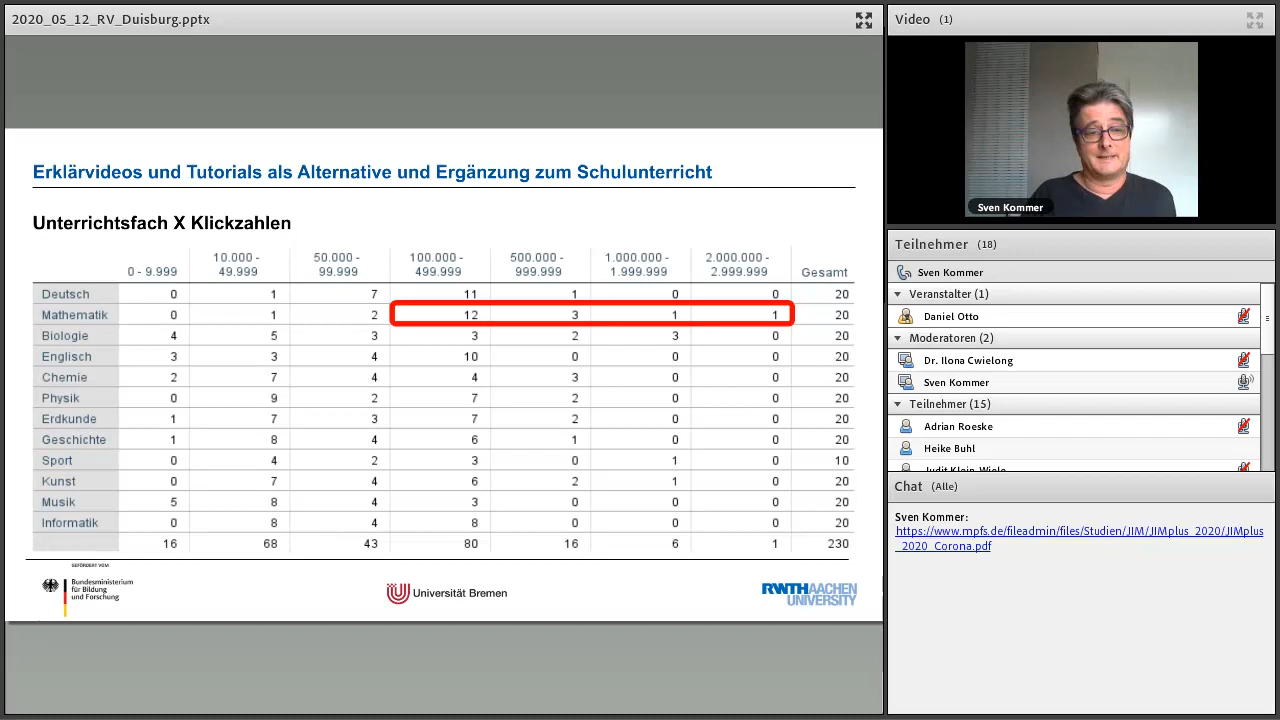 2020_05_12_RV_Duisburg.pptx
Erklärvideos und Tutorials als Alternative und Ergänzung zum Schulunterricht
Unterrichtsfach X Klickzahlen
0 - 9.999 10.000 - 49.999 50.000 - 99.999 100.000 - 499.999 500.000 - 999.999 1.000.000 - 1.999.999 2.000.000 - 2.999.999 Gesamt
Deutsch 0 1 7 11 1 0 0 20
Mathematik 0 1 2 12 3 1 1 20
Biologie 4 5 3 3 2 3 0 20
Englisch 3 3 4 10 0 0 0 20
Chemie 2 7 4 4 3 0 0 20
Physik 0 9 2 7 2 0 0 20
Erdkunde 1 7 3 7 2 0 0 20
Geschichte 1 8 4 6 1 0 0 20
Sport 0 4 2 3 0 1 0 10
Kunst 0 7 4 6 2 1 0 20
Musik 5 8 4 3 0 0 0 20
Informatik 0 8 4 8 0 0 0 20
16 68 43 80 16 6 1 230
GEFÖRDERT VOM
Bundesministerium
für Bildung
und Forschung
Universität Bremen
RWTHAACHEN
UNIVERSITY
Video (1)
Sven Kommer
Teilnehmer (18)
Sven Kommer
Veranstalter (1)
Daniel Otto
Moderatoren (2)
Dr. Ilona Cwielong
Sven Kommer
Teilnehmer (15)
Adrian Roeske
Heike Buhl
Judit Klein-Wiele
Chat (Alle)
Sven Kommer:
https://www.mpfs.de/fileadmin/files/Studien/JIM/JIMplus_2020/JIMplus
_2020_Corona.pdf